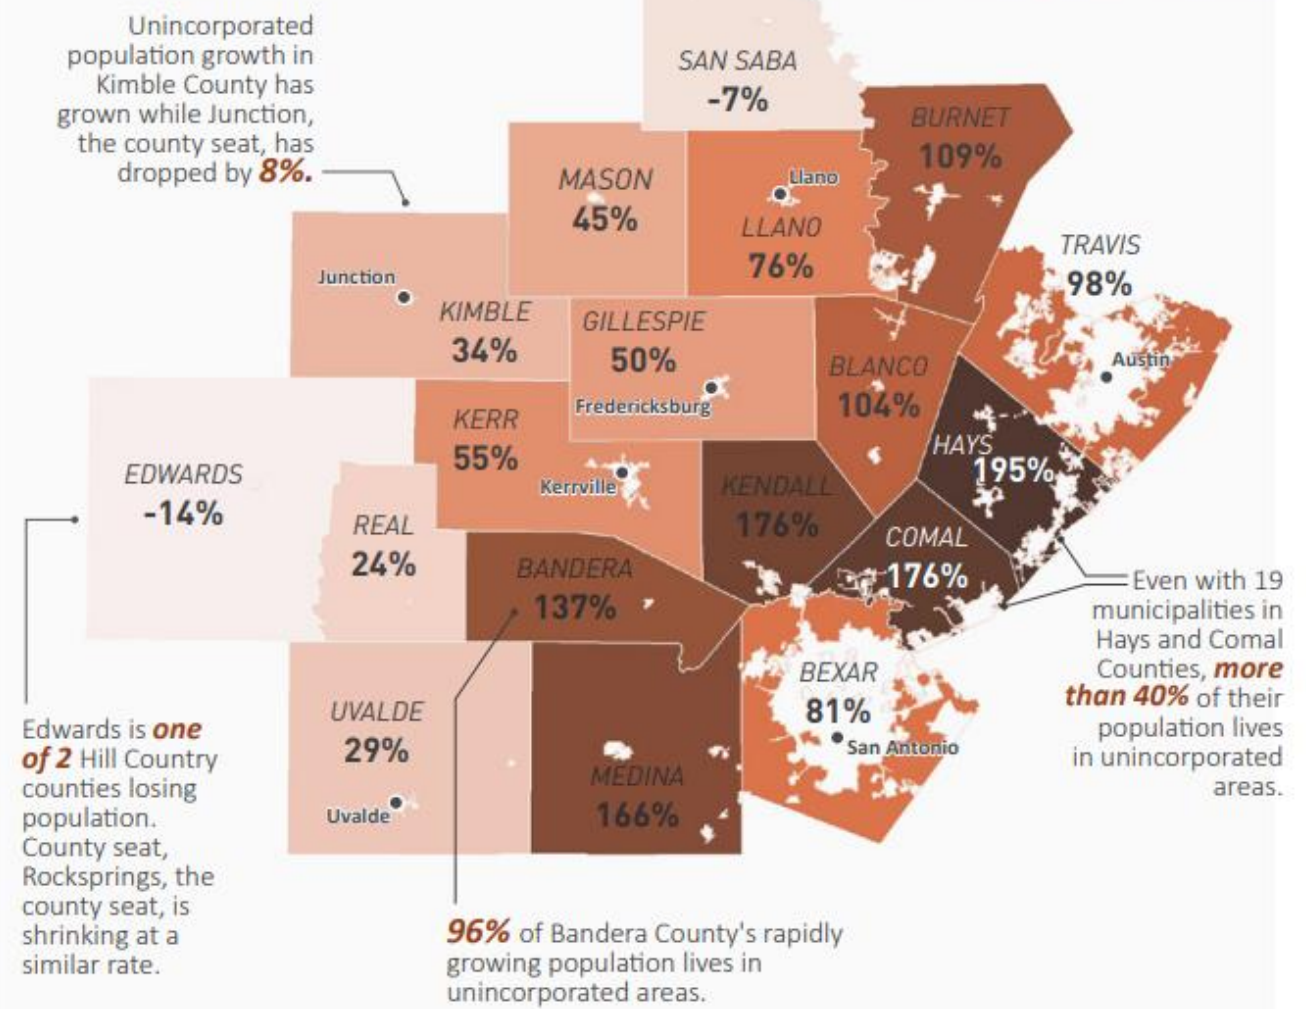 Unincorporated
population growth in
Kimble County has
grown while Junction,
the county seat, has
dropped by 8%.
SAN SABA
-7%
BURNET
109%
MASON
45%
Llano
LLANO
76%
TRAVIS
98%
Austin
Junction
KIMBLE
34%
GILLESPIE
50%
Fredericksburg
BLANCO
104%
HAYS
195%
EDWARDS
-14%
KERR
55%
Kerrville
KENDALL
176%
COMAL
176%
REAL
24%
BANDERA
137%
Even with 19
municipalities in
Hays and Comal
Counties, more
than 40% of their
population lives
in unincorporated
areas.
UVALDE
29%
Uvalde
MEDINA
166%
BEXAR
81%
San Antonio
Edwards is one
of 2 Hill Country
counties losing
population.
County seat,
Rocksprings, the
county seat, is
shrinking at a
similar rate.
96% of Bandera County's rapidly
growing population lives in
unincorporated areas.